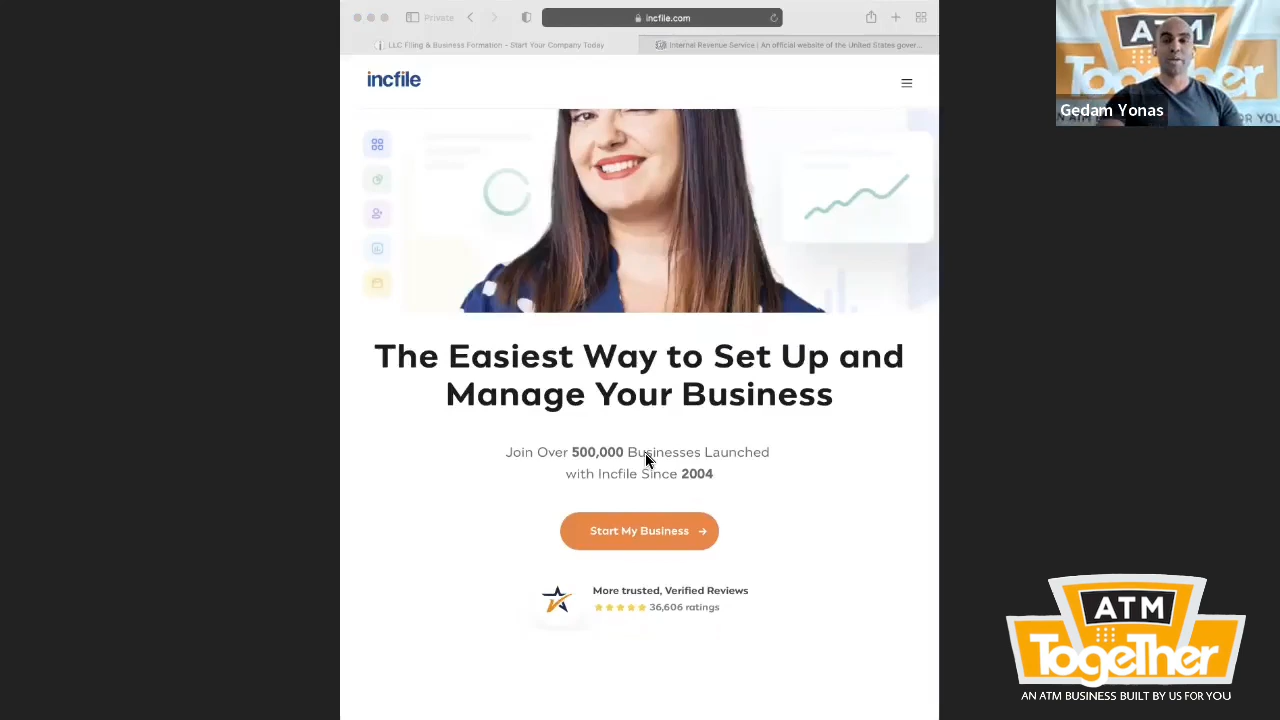 Private
incfile.com
LLC Filing & Business Formation - Start Your Company Today
Internal Revenue Service | An official website of the United States gover...
incfile
The Easiest Way to Set Up and
Manage Your Business
Join Over 500,000 Businesses Launched
with Incfile Since 2004
Start My Business →
More trusted, Verified Reviews
36,606 ratings
ATM
Together
AN ATM BUSINESS BUILT BY US FOR YOU
ATM
Together
Gedam Yonas